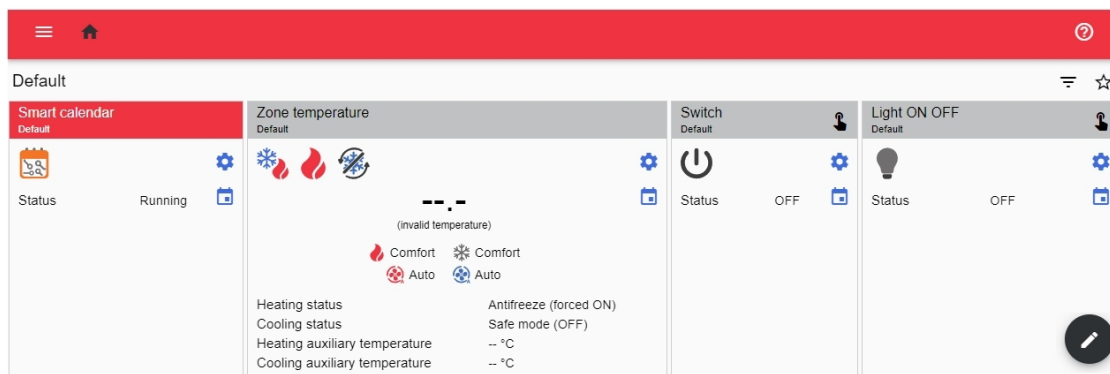 Default
Smart calendar
Default
Status Running
Zone temperature
Default
--.-
(invalid temperature)
Comfort Comfort
Auto Auto
Heating status Antifreeze (forced ON)
Cooling status Safe mode (OFF)
Heating auxiliary temperature -- °C
Cooling auxiliary temperature -- °C
Switch
Default
Status OFF
Light ON OFF
Default
Status OFF